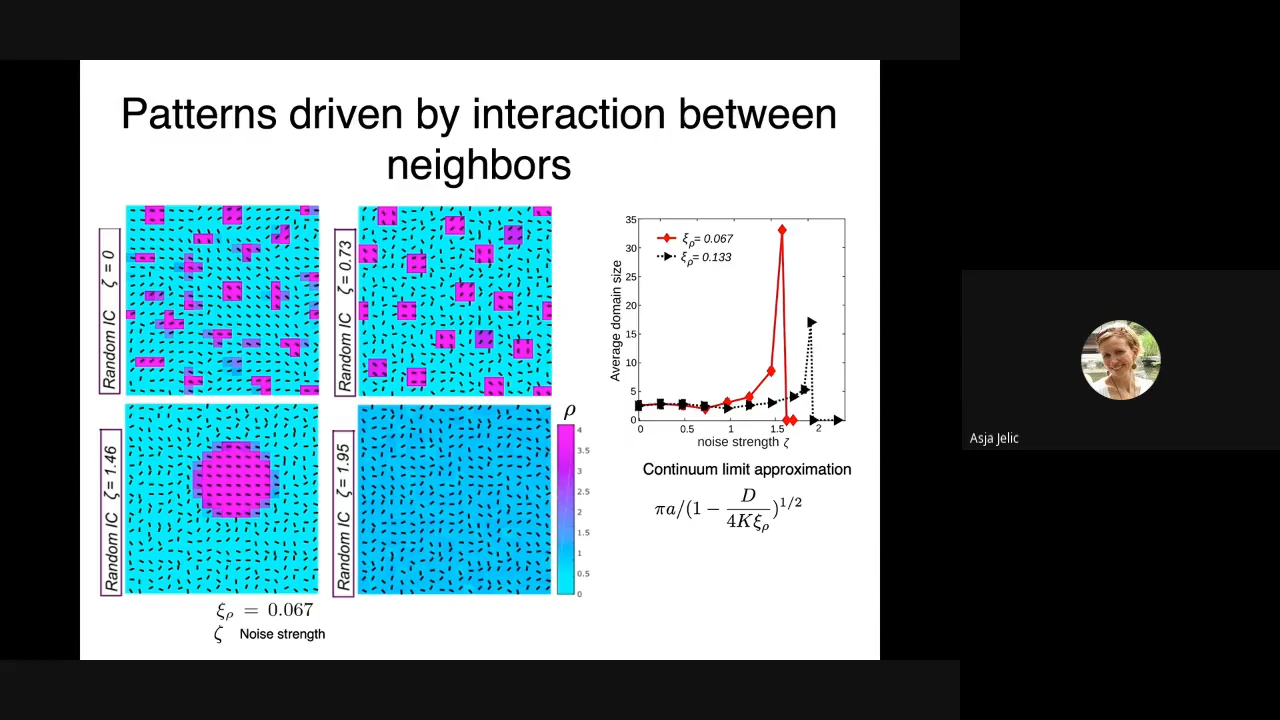 Patterns driven by interaction between
neighbors
Random IC ζ = 0
Random IC ζ = 0.73
Random IC ζ = 1.46
Random IC ζ = 1.95
ρ
4
3.5
3
2.5
2
1.5
1
0.5
0
ξρ = 0.067
ζ Noise strength
Average domain size
35
30
25
20
15
10
5
0
ξρ= 0.067
ξρ= 0.133
0 0.5 1 1.5 2
noise strength ζ
Continuum limit approximation
πa/(1 − D/4Kξρ)^1/2
Asja Jelic